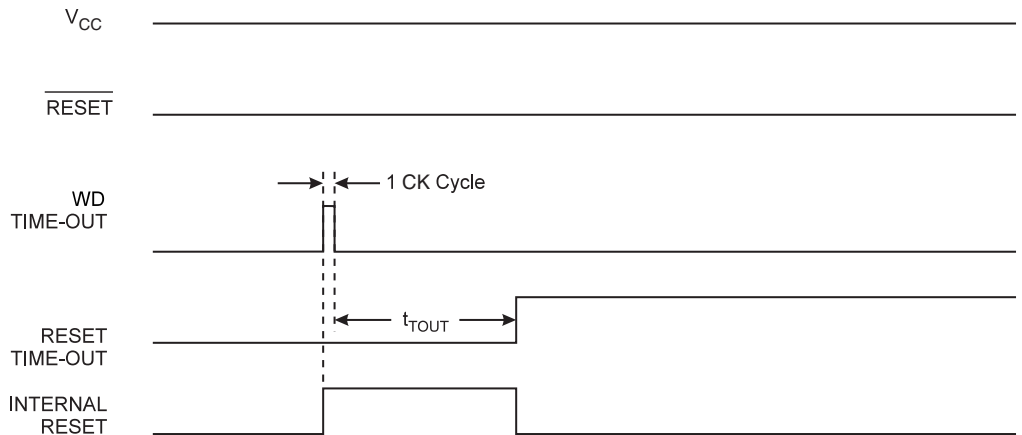 VCC
RESET
1 CK Cycle
WD
TIME-OUT
tTOUT
RESET
TIME-OUT
INTERNAL
RESET